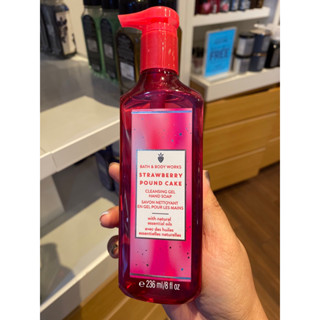 FREE
BATH & BODY WORKS
STRAWBERRY
POUND CAKE
CLEANSING GEL
HAND SOAP
SAVON NETTOYANT
EN GEL POUR LES MAINS
with natural
essential oils
avec des huiles
essentielles naturelles
℮ 236 ml/8 fl oz